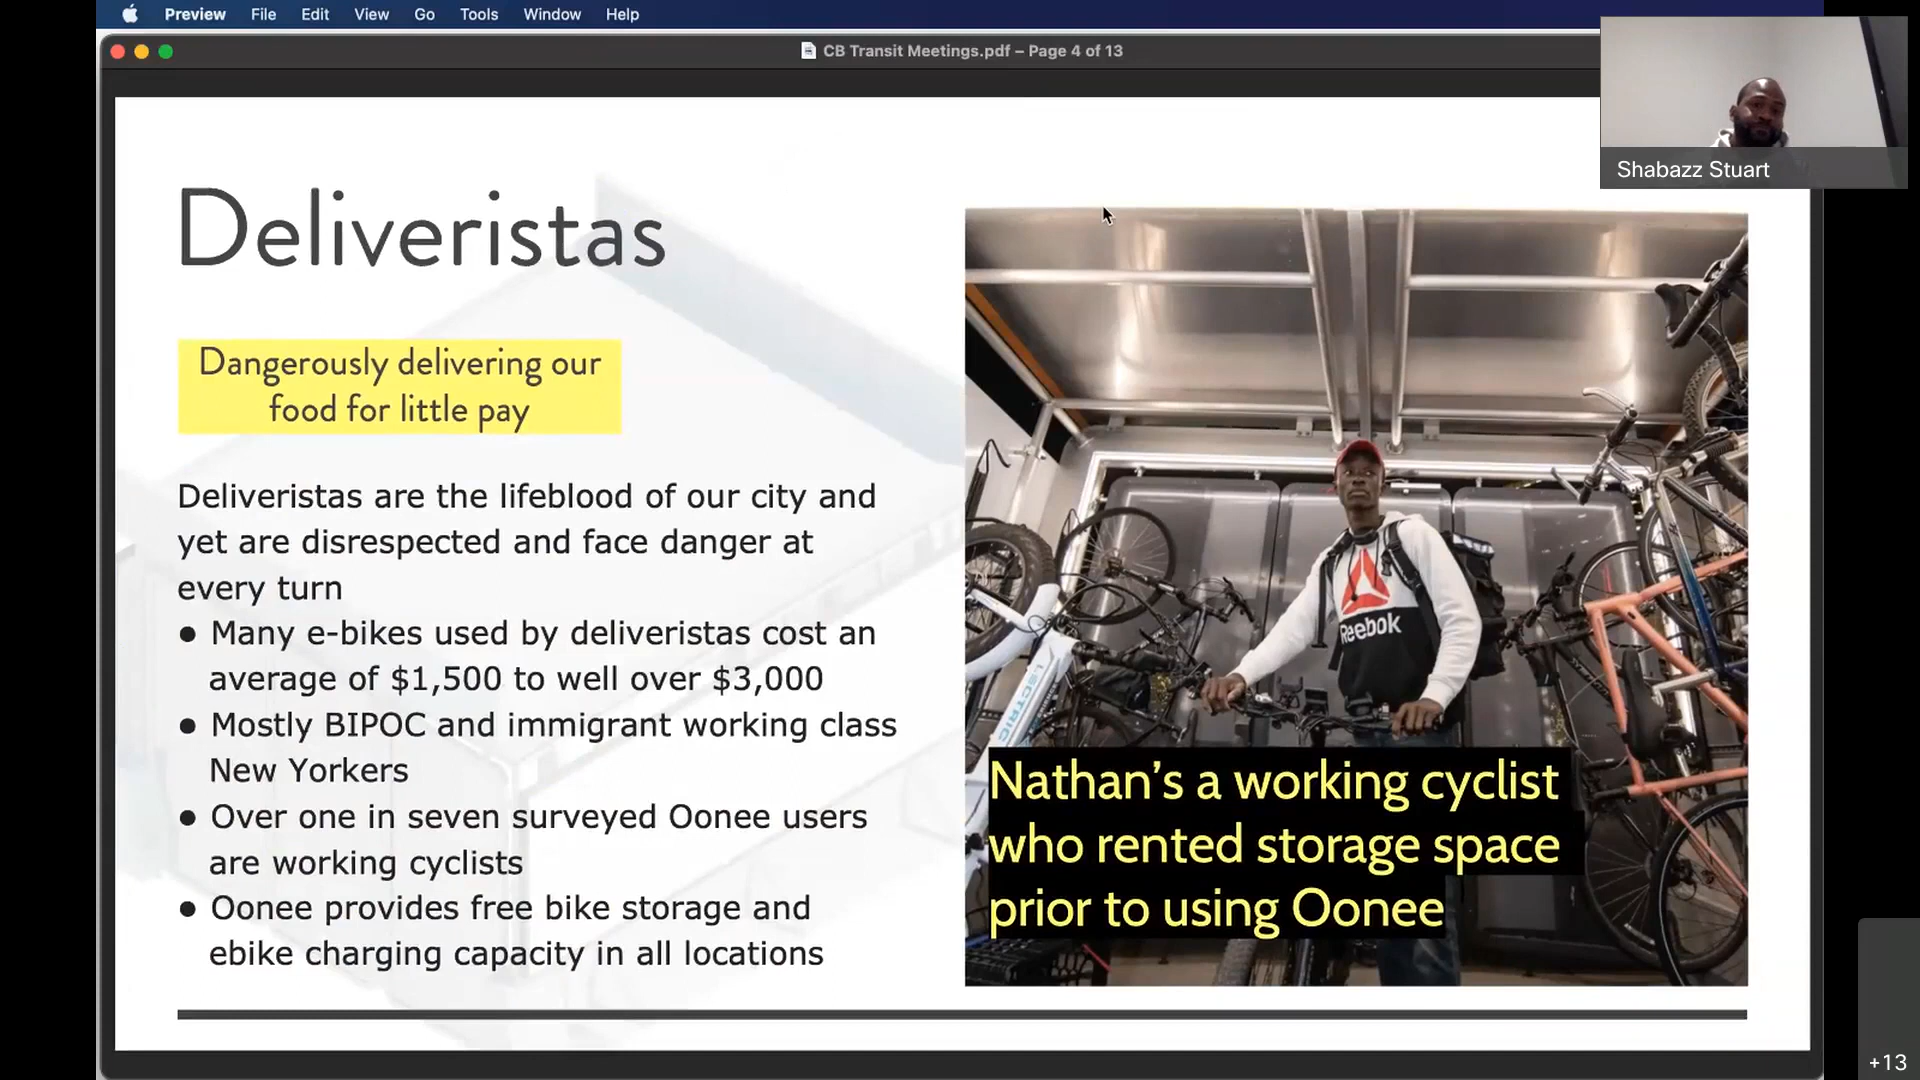 Preview File Edit View Go Tools Window Help
CB Transit Meetings.pdf – Page 4 of 13
Shabazz Stuart
Deliveristas
Dangerously delivering our
food for little pay
Deliveristas are the lifeblood of our city and
yet are disrespected and face danger at
every turn
● Many e-bikes used by deliveristas cost an
average of $1,500 to well over $3,000
● Mostly BIPOC and immigrant working class
New Yorkers
● Over one in seven surveyed Oonee users
are working cyclists
● Oonee provides free bike storage and
ebike charging capacity in all locations
Reebok
LECTRIC
Nathan’s a working cyclist
who rented storage space
prior to using Oonee
+13